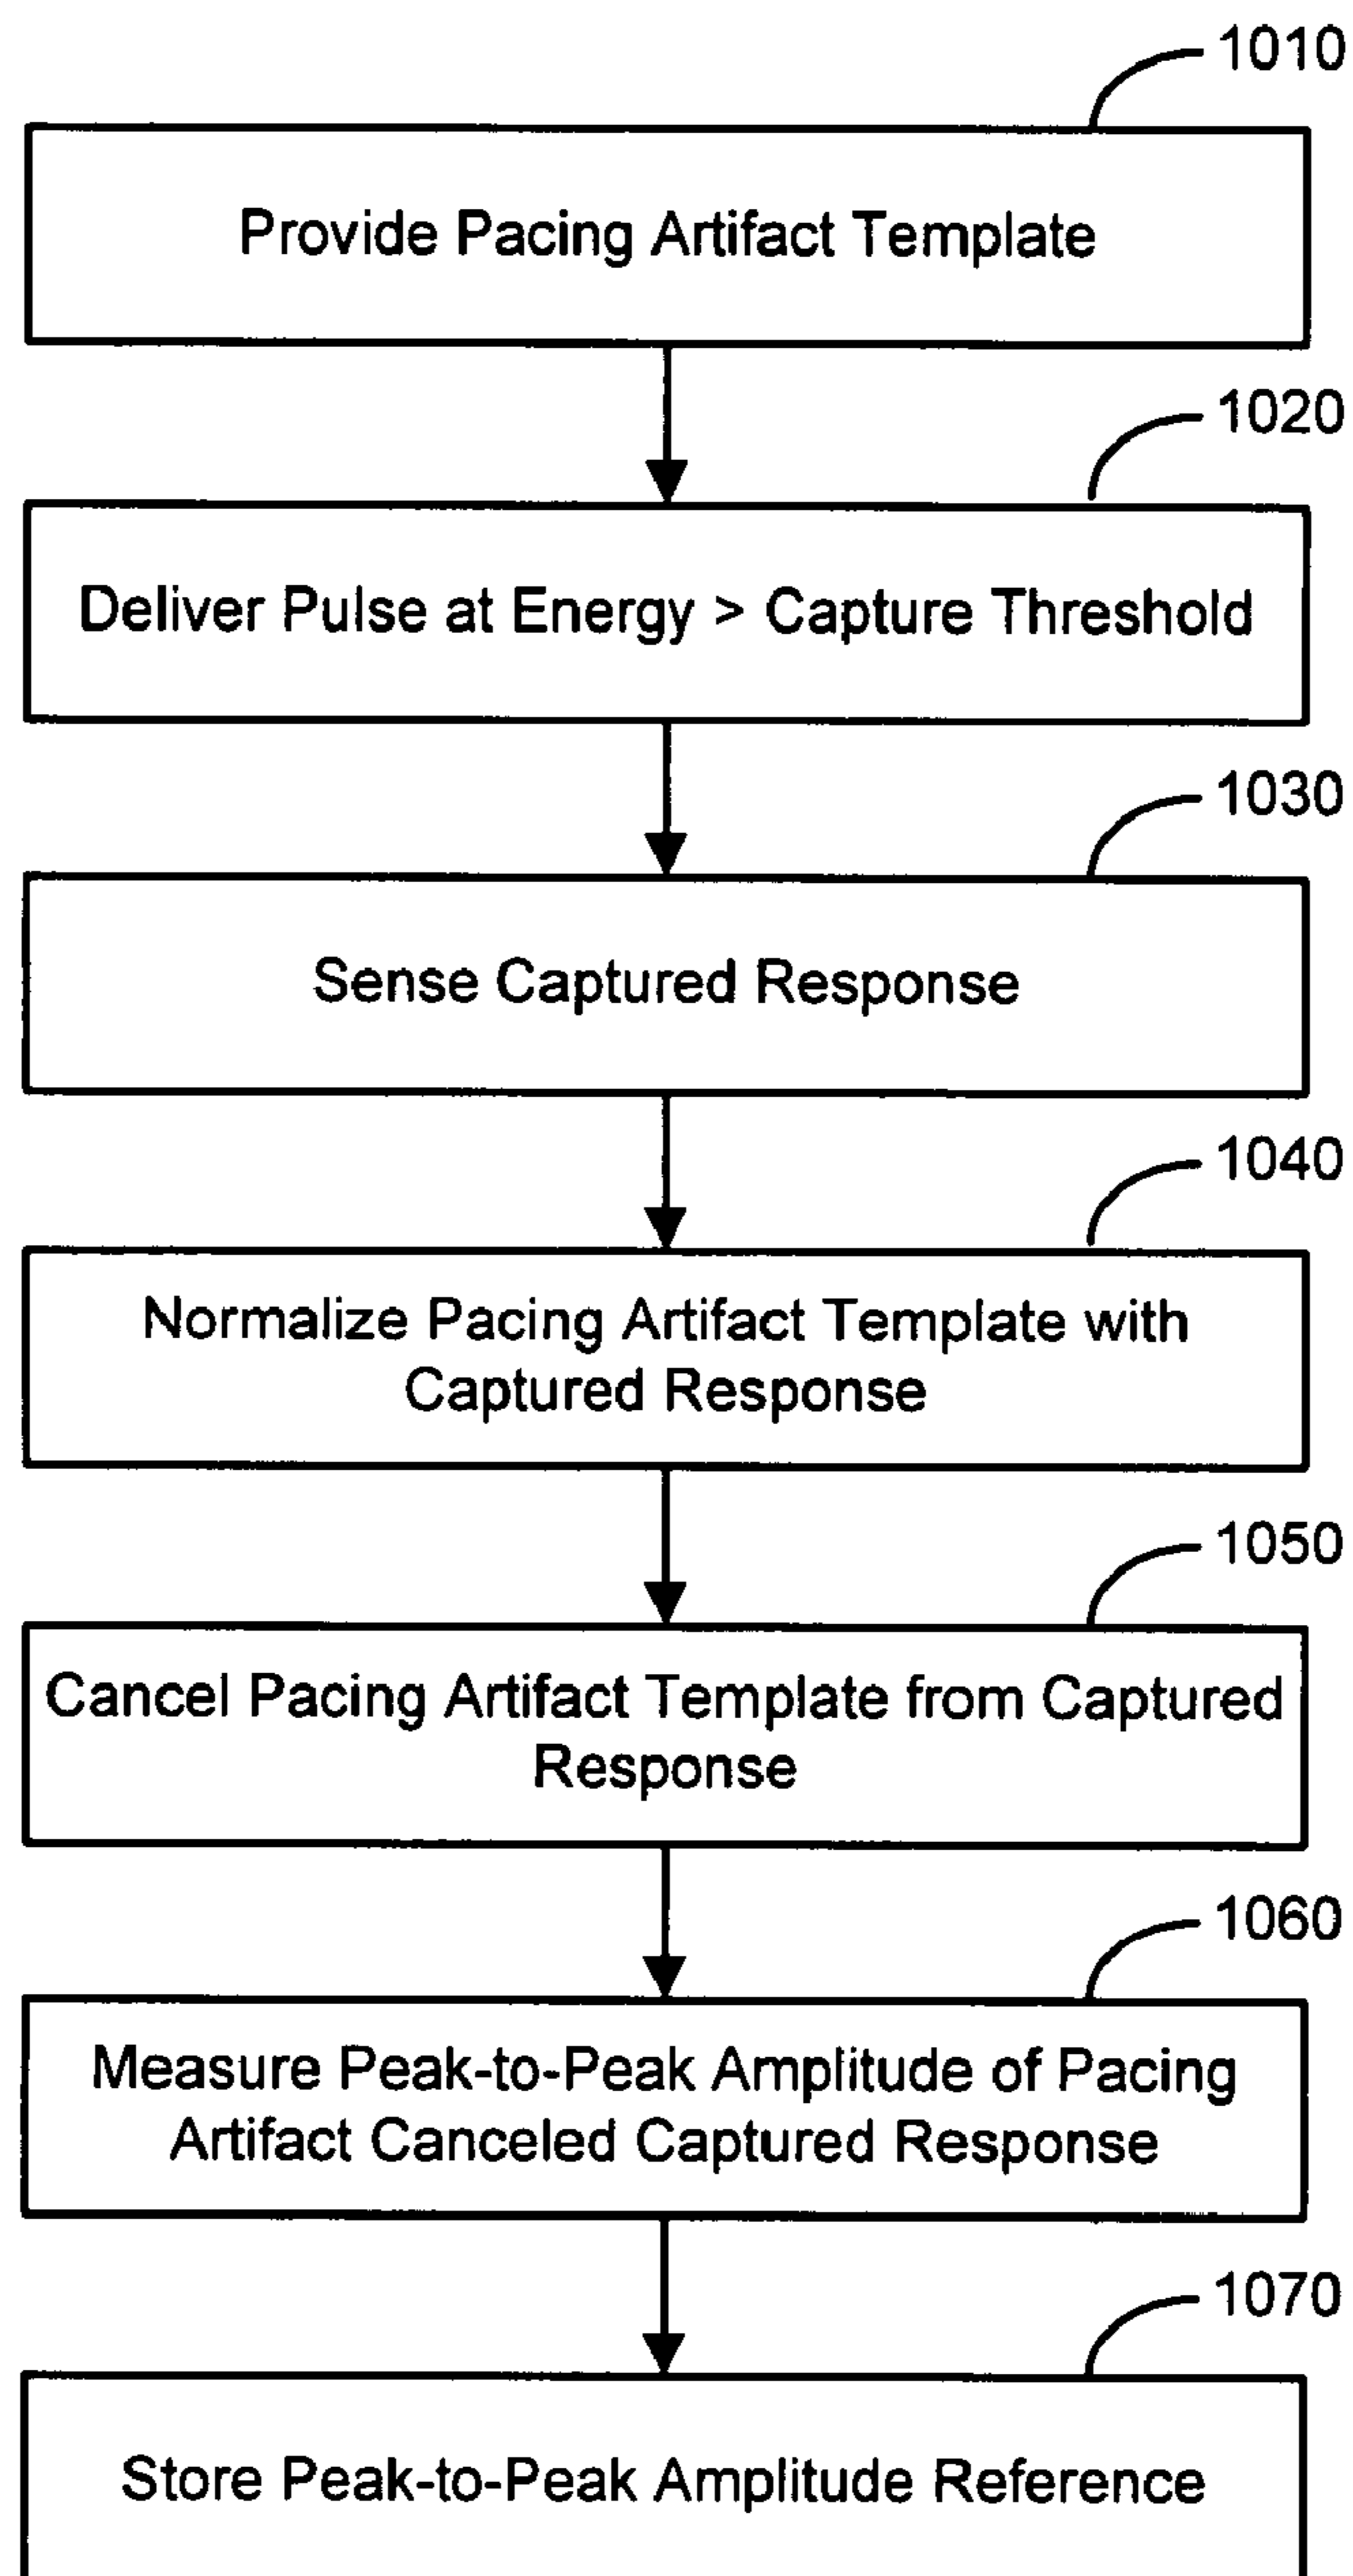 1010
Provide Pacing Artifact Template
1020
Deliver Pulse at Energy > Capture Threshold
1030
Sense Captured Response
1040
Normalize Pacing Artifact Template with
Captured Response
1050
Cancel Pacing Artifact Template from Captured
Response
1060
Measure Peak-to-Peak Amplitude of Pacing
Artifact Canceled Captured Response
1070
Store Peak-to-Peak Amplitude Reference